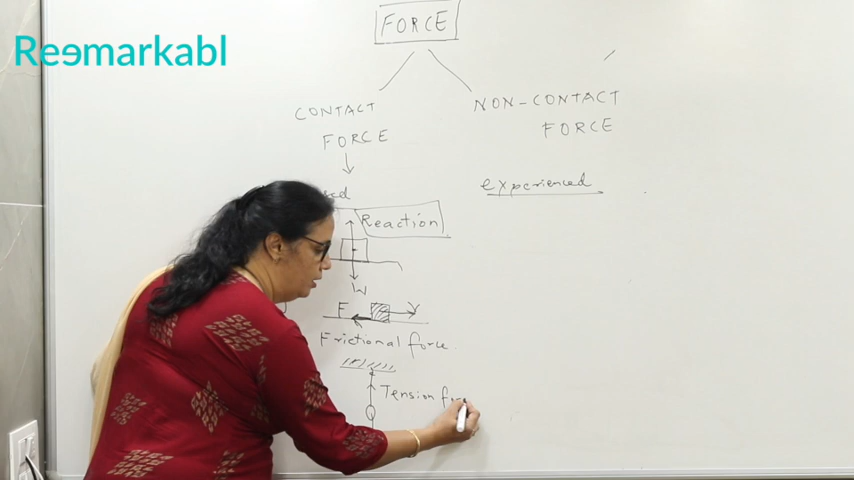 Reemarkabl
FORCE
CONTACT
FORCE
NON-CONTACT
FORCE
experienced
Reaction
W
F
V
Frictional force
Tension